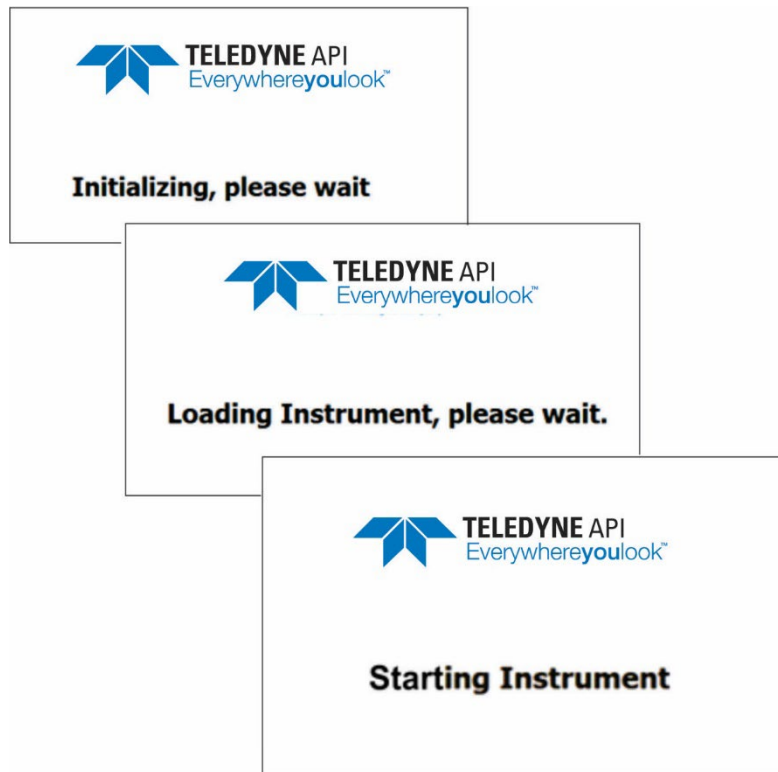 TELEDYNE API
Everywhereyoulook™
Initializing, please wait
TELEDYNE API
Everywhereyoulook™
Loading Instrument, please wait.
TELEDYNE API
Everywhereyoulook™
Starting Instrument